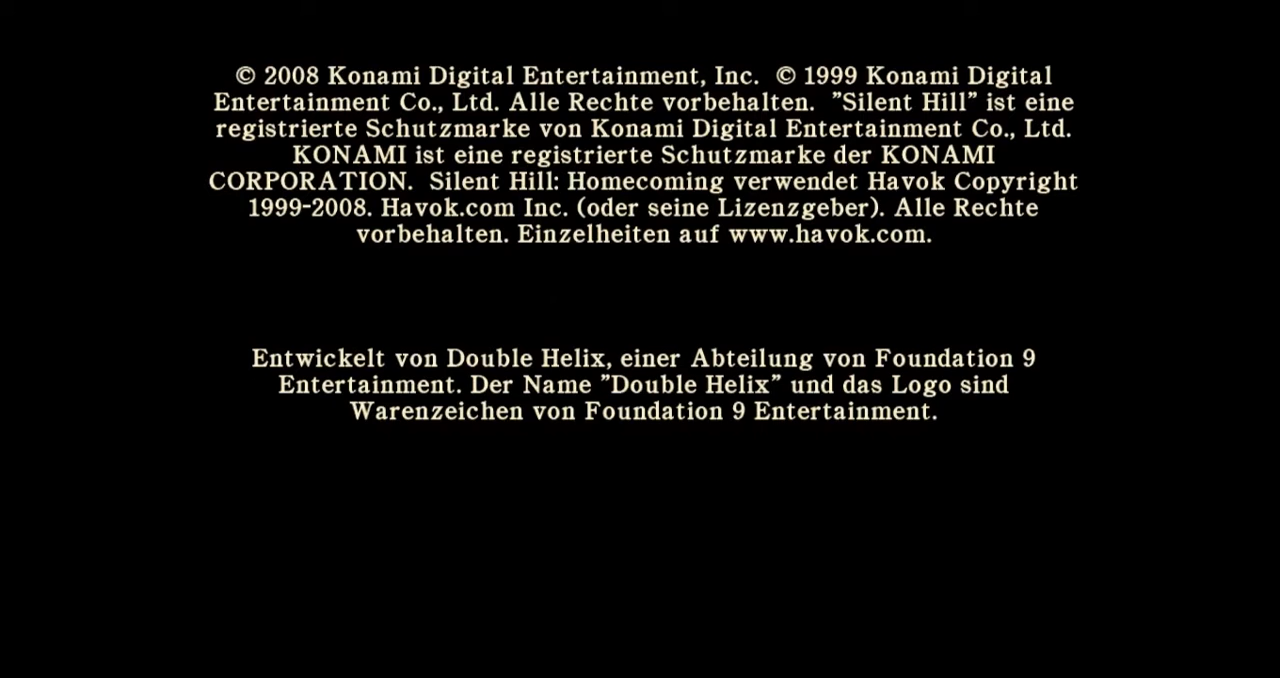 © 2008 Konami Digital Entertainment, Inc.  © 1999 Konami Digital
Entertainment Co., Ltd. Alle Rechte vorbehalten.  ”Silent Hill” ist eine
registrierte Schutzmarke von Konami Digital Entertainment Co., Ltd.
KONAMI ist eine registrierte Schutzmarke der KONAMI
CORPORATION.  Silent Hill: Homecoming verwendet Havok Copyright
1999-2008. Havok.com Inc. (oder seine Lizenzgeber). Alle Rechte
vorbehalten. Einzelheiten auf www.havok.com.
Entwickelt von Double Helix, einer Abteilung von Foundation 9
Entertainment. Der Name ”Double Helix” und das Logo sind
Warenzeichen von Foundation 9 Entertainment.